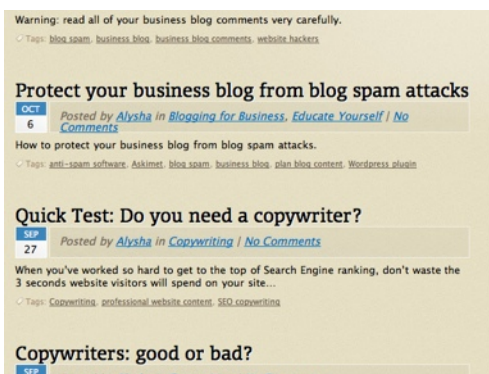 Warning: read all of your business blog comments very carefully.
Tags: blog spam, business blog, business blog comments, website hackers
Protect your business blog from blog spam attacks
OCT
6
Posted by Alysha in Blogging for Business, Educate Yourself | No
Comments
How to protect your business blog from blog spam attacks.
Tags: anti-spam software, Askimet, blog spam, business blog, plan blog content, Wordpress plugin
Quick Test: Do you need a copywriter?
SEP
27
Posted by Alysha in Copywriting | No Comments
When you've worked so hard to get to the top of Search Engine ranking, don't waste the
3 seconds website visitors will spend on your site...
Tags: Copywriting, professional website content, SEO copywriting
Copywriters: good or bad?
SEP